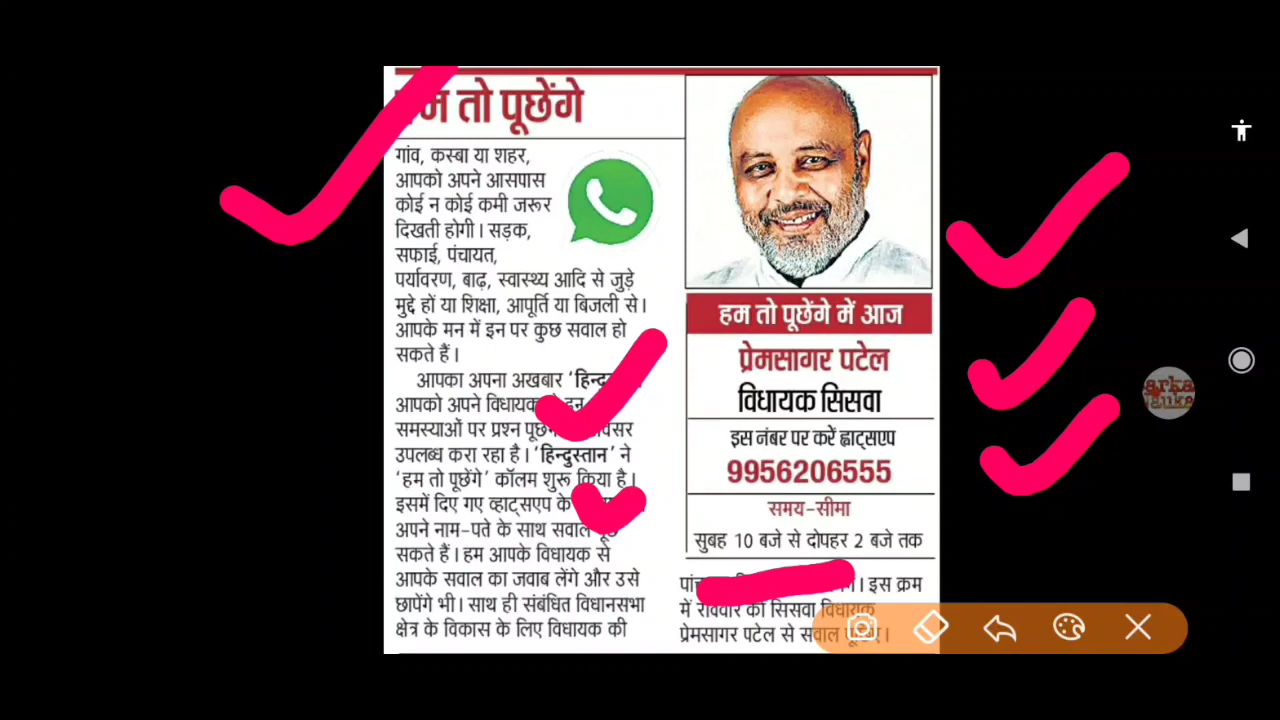 तो पूछेंगे
गांव, कस्बा या शहर,
आपको अपने आसपास
कोई न कोई कमी जरूर
दिखती होगी। सड़क,
सफाई, पंचायत,
पर्यावरण, बाढ़, स्वास्थ्य आदि से जुड़े
मुद्दे हों या शिक्षा, आपूर्ति या बिजली से।
आपके मन में इन पर कुछ सवाल हो
सकते हैं।
आपका अपना अखबार
आपको अपने विधायक
समस्याओं पर प्रश्न
उपलब्ध करा रहा है। 'हिन्दुस्तान' ने
'हम तो पूछेंगे' कॉलम शुरू किया है।
इसमें दिए गए व्हाट्सएप के
अपने नाम-पते के साथ सवाल
सकते हैं। हम आपके विधायक से
आपके सवाल का जवाब लेंगे और उसे
छापेंगे भी। साथ ही संबंधित विधानसभा
क्षेत्र के विकास के लिए विधायक की
हम तो पूछेंगे में आज
प्रेमसागर पटेल
विधायक सिसवा
इस नंबर पर करें ह्वाट्सएप
9956206555
समय-सीमा
सुबह 10 बजे से दोपहर 2 बजे तक
इस क्रम
में रविवार को सिसवा विधायक
प्रेमसागर पटेल से सवाल पूछिए।